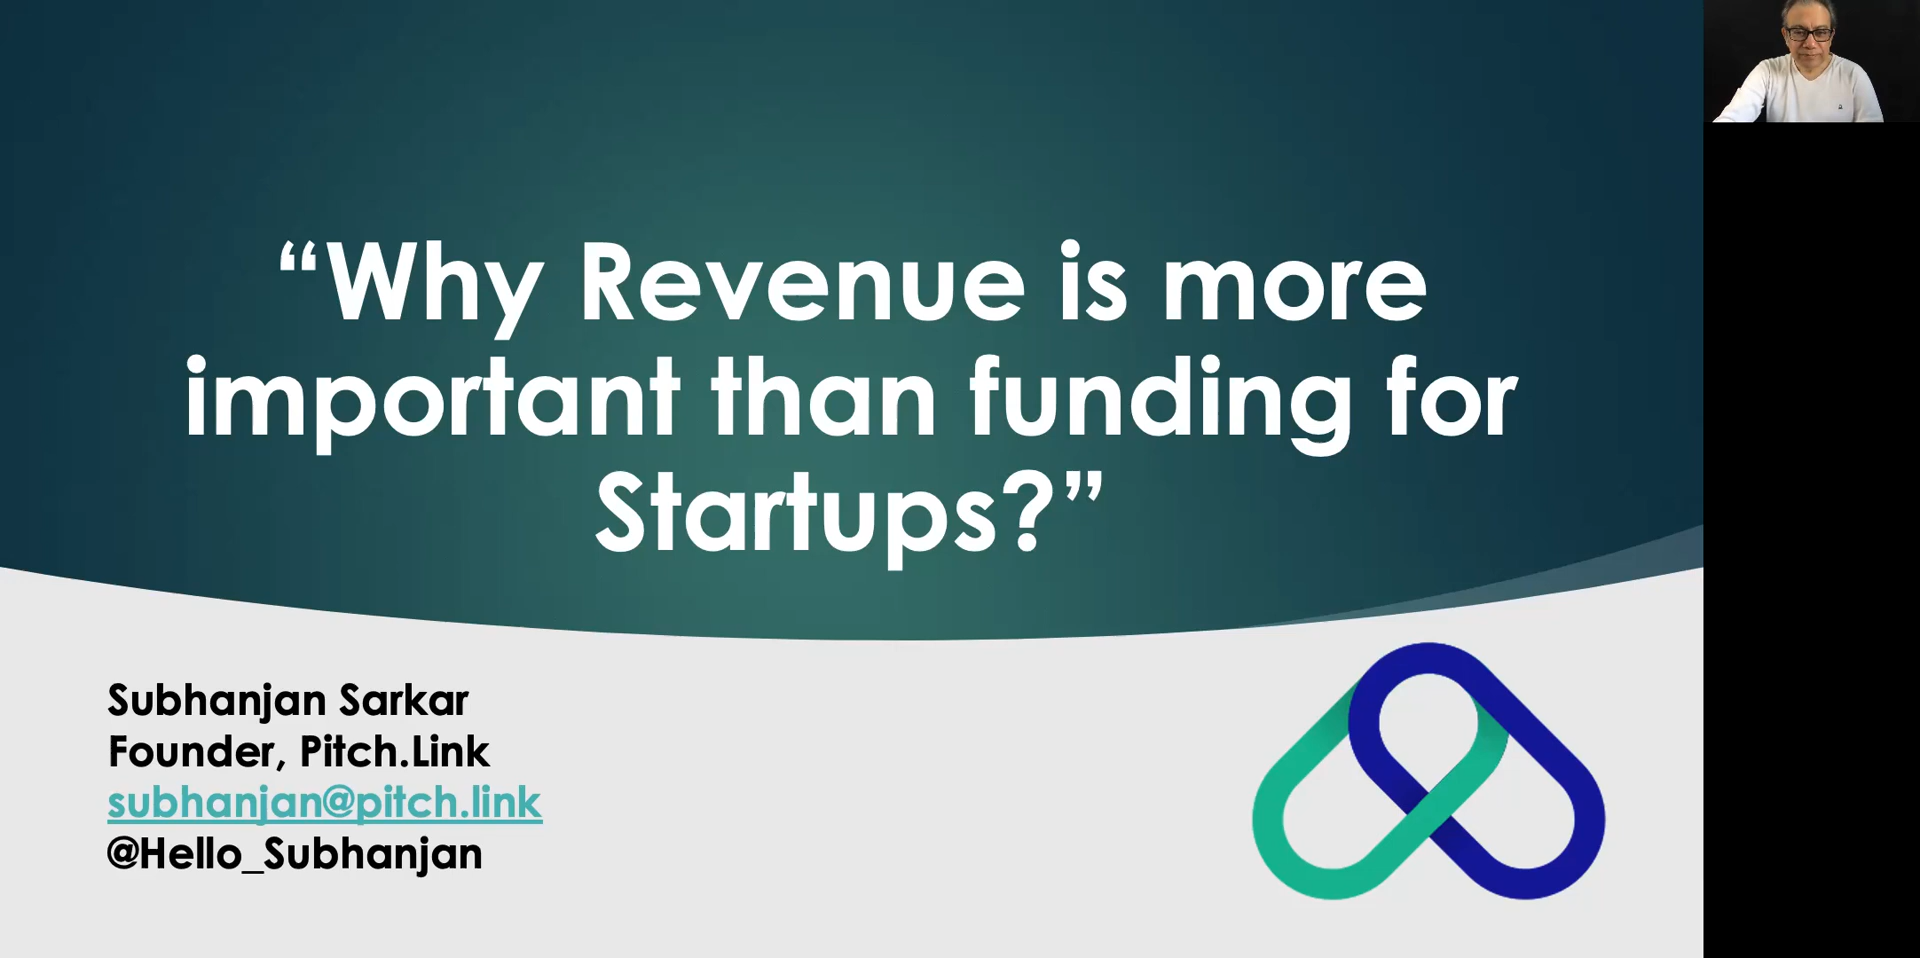 “Why Revenue is more
important than funding for
Startups?”
Subhanjan Sarkar
Founder, Pitch.Link
subhanjan@pitch.link
@Hello_Subhanjan